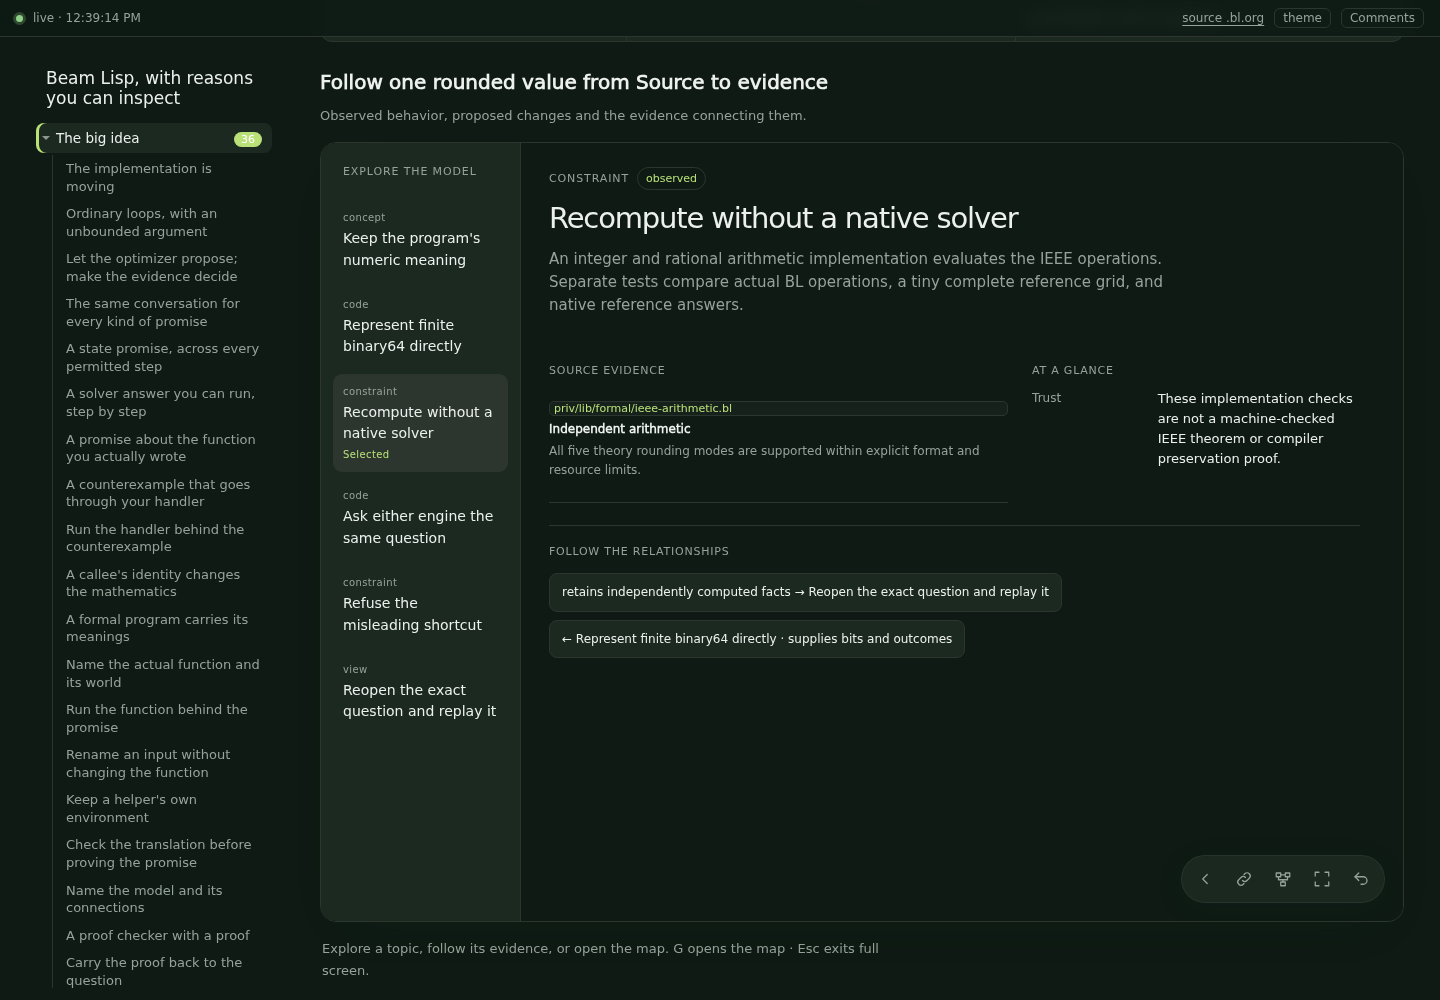 live · 12:39:14 PM
source .bl.org
theme
Comments
Beam Lisp, with reasons
you can inspect
The big idea
36
The implementation is
moving
Ordinary loops, with an
unbounded argument
Let the optimizer propose;
make the evidence decide
The same conversation for
every kind of promise
A state promise, across every
permitted step
A solver answer you can run,
step by step
A promise about the function
you actually wrote
A counterexample that goes
through your handler
Run the handler behind the
counterexample
A callee's identity changes
the mathematics
A formal program carries its
meanings
Name the actual function and
its world
Run the function behind the
promise
Rename an input without
changing the function
Keep a helper's own
environment
Check the translation before
proving the promise
Name the model and its
connections
A proof checker with a proof
Carry the proof back to the
question
Follow one rounded value from Source to evidence
Observed behavior, proposed changes and the evidence connecting them.
EXPLORE THE MODEL
concept
Keep the program's
numeric meaning
code
Represent finite
binary64 directly
constraint
Recompute without a
native solver
Selected
code
Ask either engine the
same question
constraint
Refuse the
misleading shortcut
view
Reopen the exact
question and replay it
CONSTRAINT
observed
Recompute without a native solver
An integer and rational arithmetic implementation evaluates the IEEE operations.
Separate tests compare actual BL operations, a tiny complete reference grid, and
native reference answers.
SOURCE EVIDENCE
priv/lib/formal/ieee-arithmetic.bl
Independent arithmetic
All five theory rounding modes are supported within explicit format and
resource limits.
AT A GLANCE
Trust
These implementation checks
are not a machine-checked
IEEE theorem or compiler
preservation proof.
FOLLOW THE RELATIONSHIPS
retains independently computed facts → Reopen the exact question and replay it
← Represent finite binary64 directly · supplies bits and outcomes
Explore a topic, follow its evidence, or open the map. G opens the map · Esc exits full
screen.